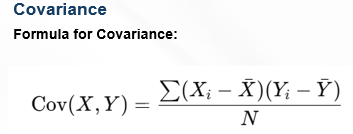 Covariance
Formula for Covariance:
Cov(X, Y) = ∑(Xᵢ − X̄)(Yᵢ − Ȳ) / N